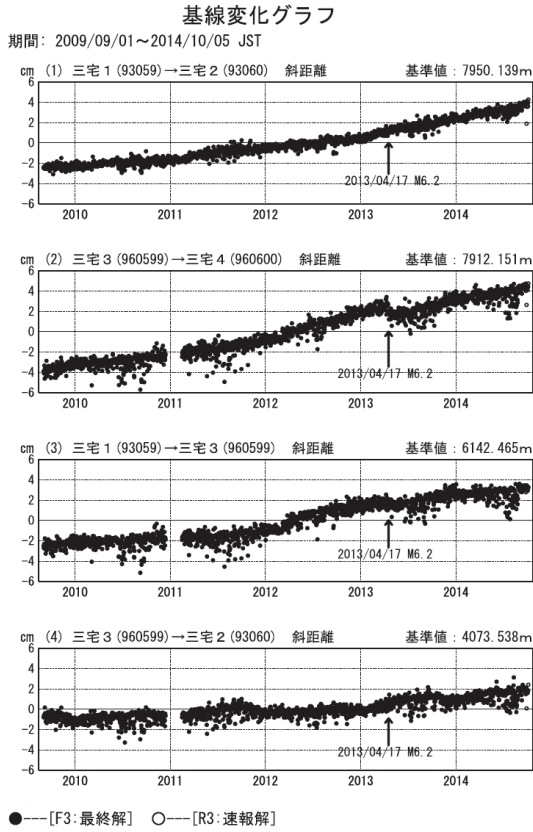 基線変化グラフ
期間: 2009/09/01～2014/10/05 JST
cm (1) 三宅1(93059)→三宅2(93060) 斜距離 基準値:7950.139m
6
4
2
0
-2
-4
-6
2013/04/17 M6.2
2010 2011 2012 2013 2014
cm (2) 三宅3(960599)→三宅4(960600) 斜距離 基準値:7912.151m
6
4
2
0
-2
-4
-6
2013/04/17 M6.2
2010 2011 2012 2013 2014
cm (3) 三宅1(93059)→三宅3(960599) 斜距離 基準値:6142.465m
6
4
2
0
-2
-4
-6
2013/04/17 M6.2
2010 2011 2012 2013 2014
cm (4) 三宅3(960599)→三宅2(93060) 斜距離 基準値:4073.538m
6
4
2
0
-2
-4
-6
2013/04/17 M6.2
2010 2011 2012 2013 2014
●---[F3:最終解] ○---[R3:速報解]